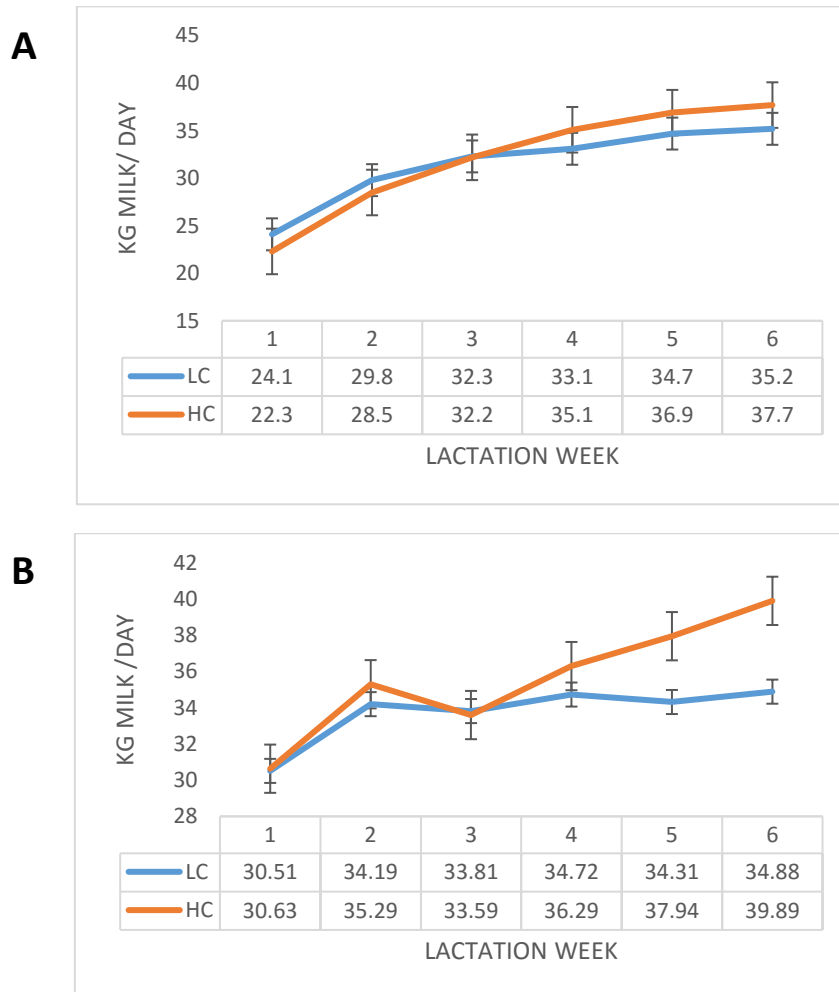 A
KG MILK/ DAY
45
40
35
30
25
20
15
1 2 3 4 5 6
LC 24.1 29.8 32.3 33.1 34.7 35.2
HC 22.3 28.5 32.2 35.1 36.9 37.7
LACTATION WEEK
B
KG MILK /DAY
42
40
38
36
34
32
30
28
1 2 3 4 5 6
LC 30.51 34.19 33.81 34.72 34.31 34.88
HC 30.63 35.29 33.59 36.29 37.94 39.89
LACTATION WEEK